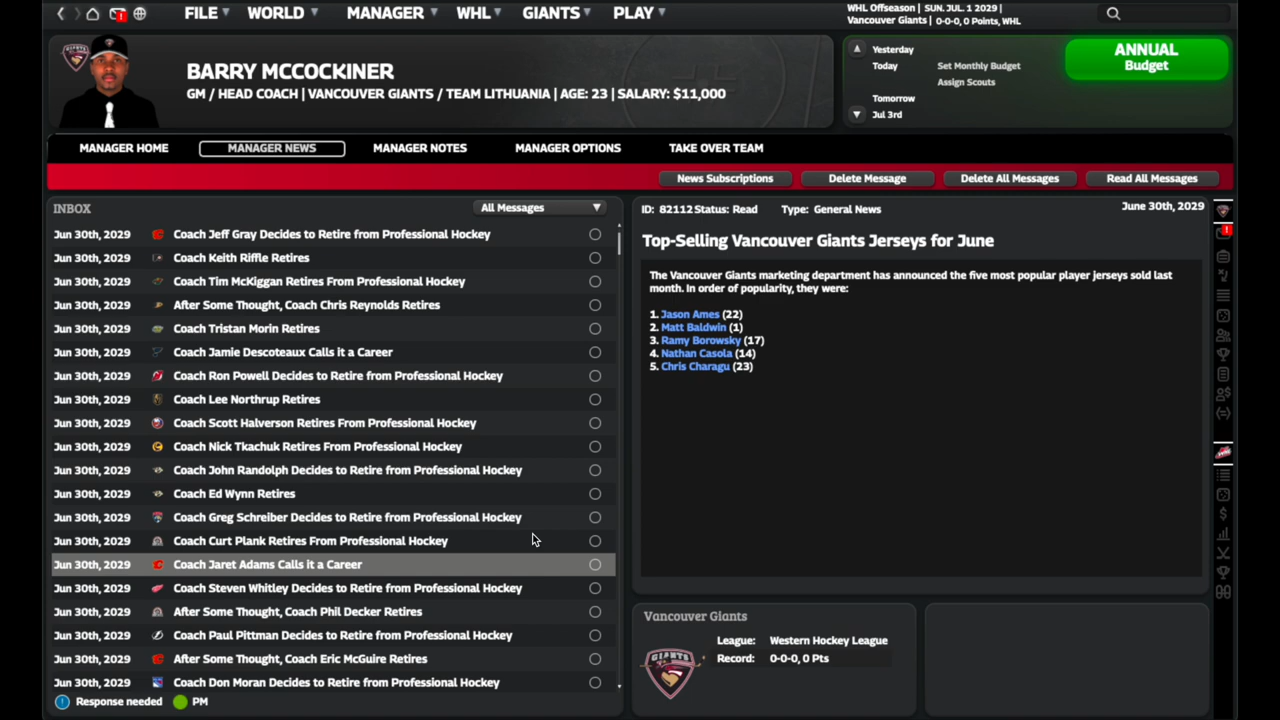 FILE WORLD MANAGER WHL GIANTS PLAY
WHL Offseason | SUN. JUL. 1 2029 |
Vancouver Giants | 0-0-0, 0 Points, WHL
BARRY MCCOCKINER
GM / HEAD COACH | VANCOUVER GIANTS / TEAM LITHUANIA | AGE: 23 | SALARY: $11,000
Yesterday
Today Set Monthly Budget
Assign Scouts
Tomorrow
Jul 3rd
ANNUAL
Budget
MANAGER HOME MANAGER NEWS MANAGER NOTES MANAGER OPTIONS TAKE OVER TEAM
News Subscriptions Delete Message Delete All Messages Read All Messages
INBOX All Messages
Jun 30th, 2029 Coach Jeff Gray Decides to Retire from Professional Hockey
Jun 30th, 2029 Coach Keith Riffle Retires
Jun 30th, 2029 Coach Tim McKiggan Retires From Professional Hockey
Jun 30th, 2029 After Some Thought, Coach Chris Reynolds Retires
Jun 30th, 2029 Coach Tristan Morin Retires
Jun 30th, 2029 Coach Jamie Descoteaux Calls it a Career
Jun 30th, 2029 Coach Ron Powell Decides to Retire from Professional Hockey
Jun 30th, 2029 Coach Lee Northrup Retires
Jun 30th, 2029 Coach Scott Halverson Retires From Professional Hockey
Jun 30th, 2029 Coach Nick Tkachuk Retires From Professional Hockey
Jun 30th, 2029 Coach John Randolph Decides to Retire from Professional Hockey
Jun 30th, 2029 Coach Ed Wynn Retires
Jun 30th, 2029 Coach Greg Schreiber Decides to Retire from Professional Hockey
Jun 30th, 2029 Coach Curt Plank Retires From Professional Hockey
Jun 30th, 2029 Coach Jaret Adams Calls it a Career
Jun 30th, 2029 Coach Steven Whitley Decides to Retire from Professional Hockey
Jun 30th, 2029 After Some Thought, Coach Phil Decker Retires
Jun 30th, 2029 Coach Paul Pittman Decides to Retire from Professional Hockey
Jun 30th, 2029 After Some Thought, Coach Eric McGuire Retires
Jun 30th, 2029 Coach Don Moran Decides to Retire from Professional Hockey
Response needed PM
ID: 82112 Status: Read Type: General News June 30th, 2029
Top-Selling Vancouver Giants Jerseys for June
The Vancouver Giants marketing department has announced the five most popular player jerseys sold last
month. In order of popularity, they were:
1. Jason Ames (22)
2. Matt Baldwin (1)
3. Ramy Borowsky (17)
4. Nathan Casola (14)
5. Chris Charagu (23)
Vancouver Giants
League: Western Hockey League
Record: 0-0-0, 0 Pts
GIANTS